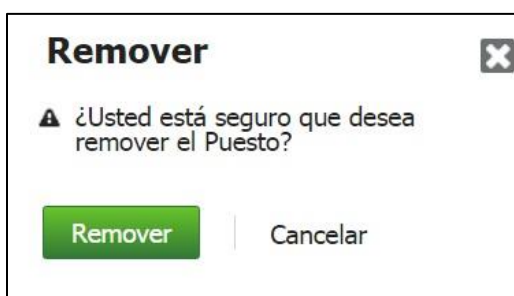 Remover
¿Usted está seguro que desea
remover el Puesto?
Remover
Cancelar